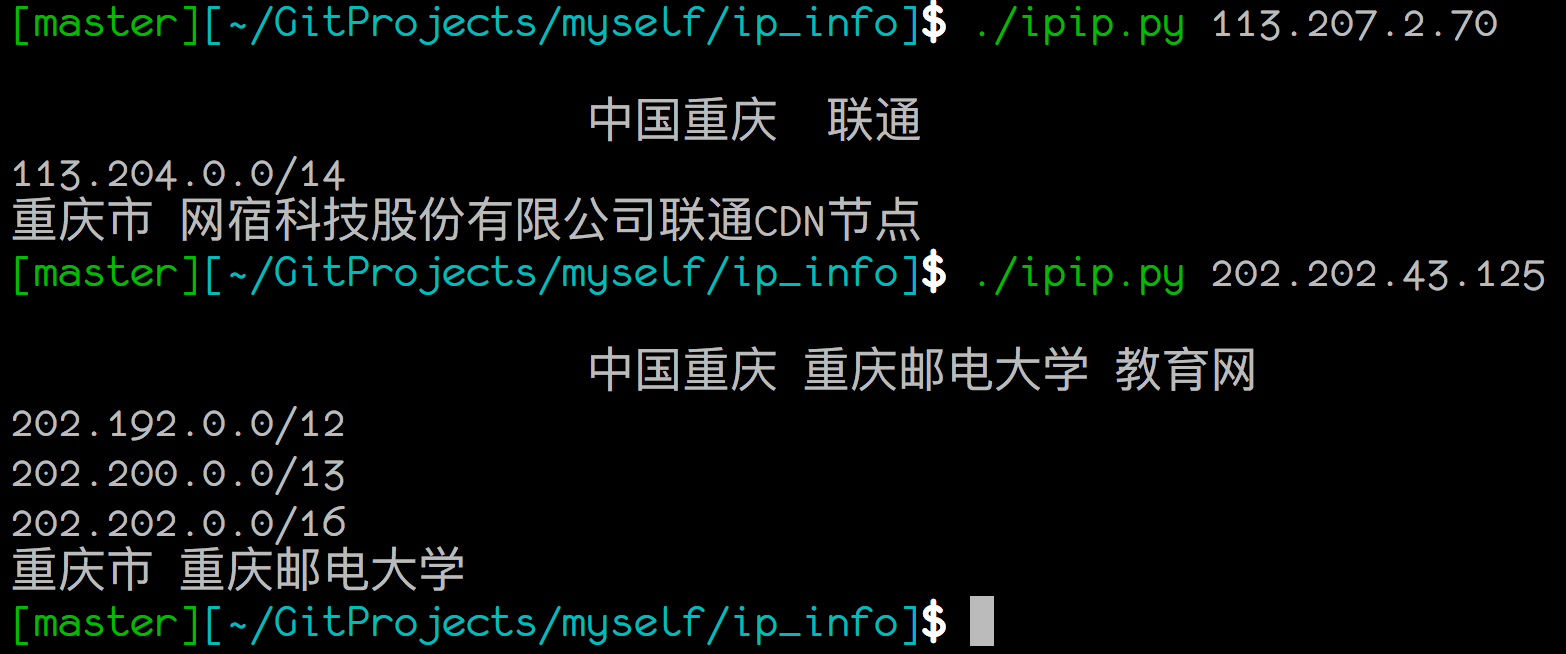 [master][~/GitProjects/myself/ip_info]$ ./ipip.py 113.207.2.70
中国重庆  联通
113.204.0.0/14
重庆市 网宿科技股份有限公司联通CDN节点
[master][~/GitProjects/myself/ip_info]$ ./ipip.py 202.202.43.125
中国重庆 重庆邮电大学 教育网
202.192.0.0/12
202.200.0.0/13
202.202.0.0/16
重庆市 重庆邮电大学
[master][~/GitProjects/myself/ip_info]$